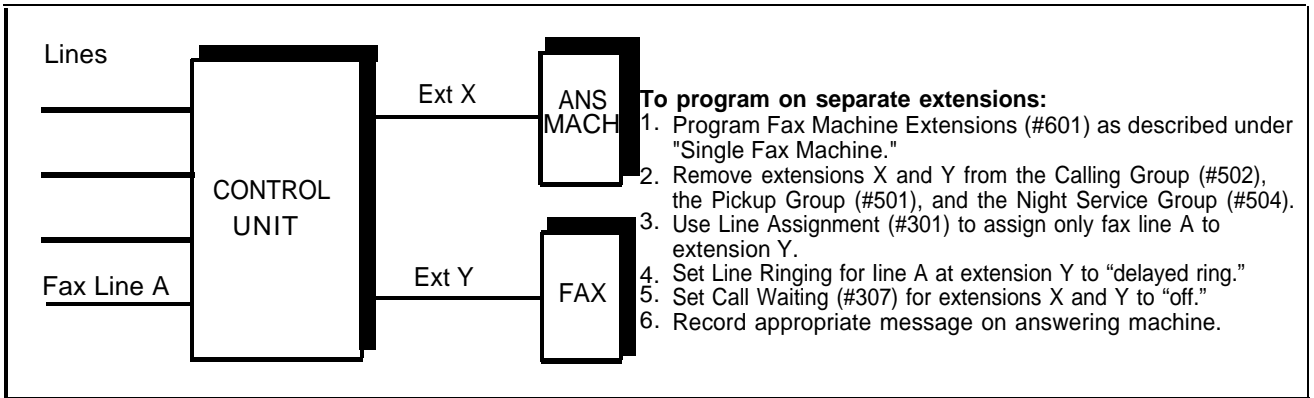 Lines
Ext X
ANS
MACH
CONTROL
UNIT
Fax Line A
Ext Y
FAX
To program on separate extensions:
1. Program Fax Machine Extensions (#601) as described under
"Single Fax Machine."
2. Remove extensions X and Y from the Calling Group (#502),
the Pickup Group (#501), and the Night Service Group (#504).
3. Use Line Assignment (#301) to assign only fax line A to
extension Y.
4. Set Line Ringing for line A at extension Y to “delayed ring.”
5. Set Call Waiting (#307) for extensions X and Y to “off.”
6. Record appropriate message on answering machine.